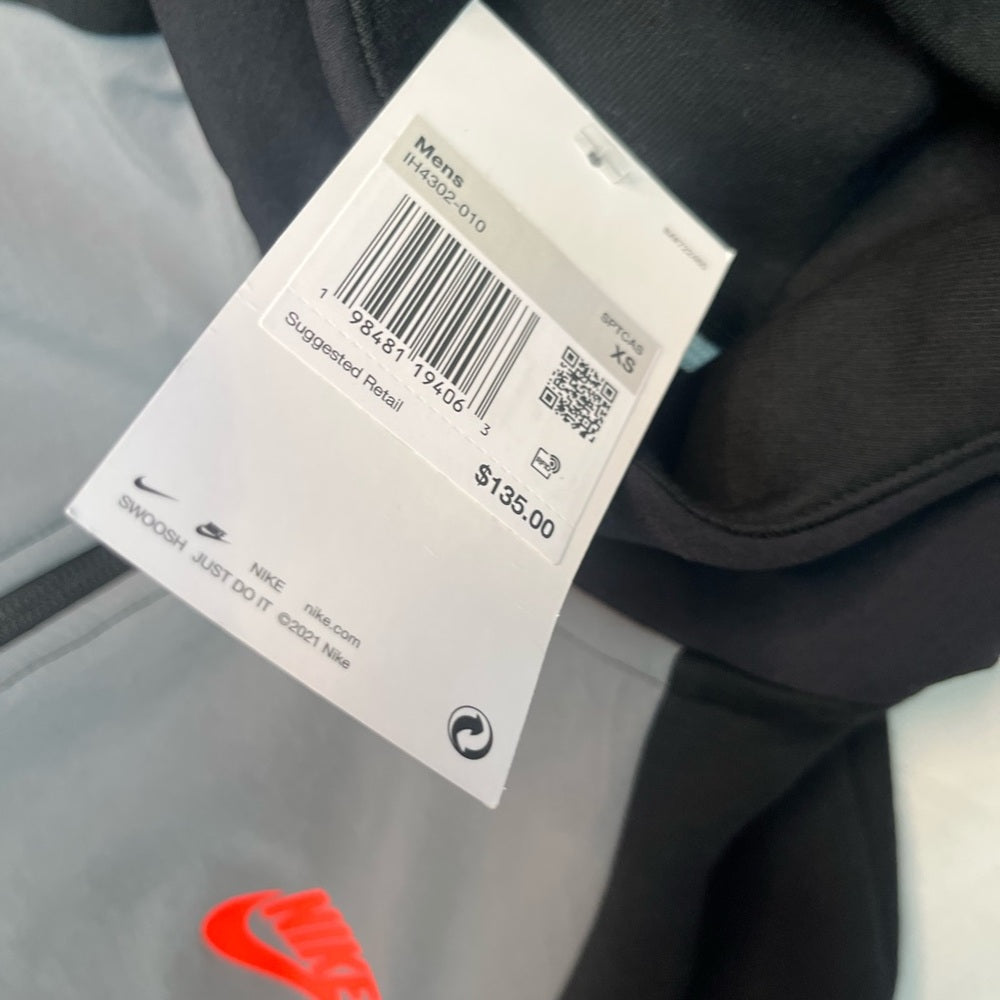 Mens
IH4302-010
SPTCAS
XS
1 98481 19406 3
Suggested Retail
$135.00
NIKE nike.com
SWOOSH JUST DO IT ©2021 Nike
NIKE